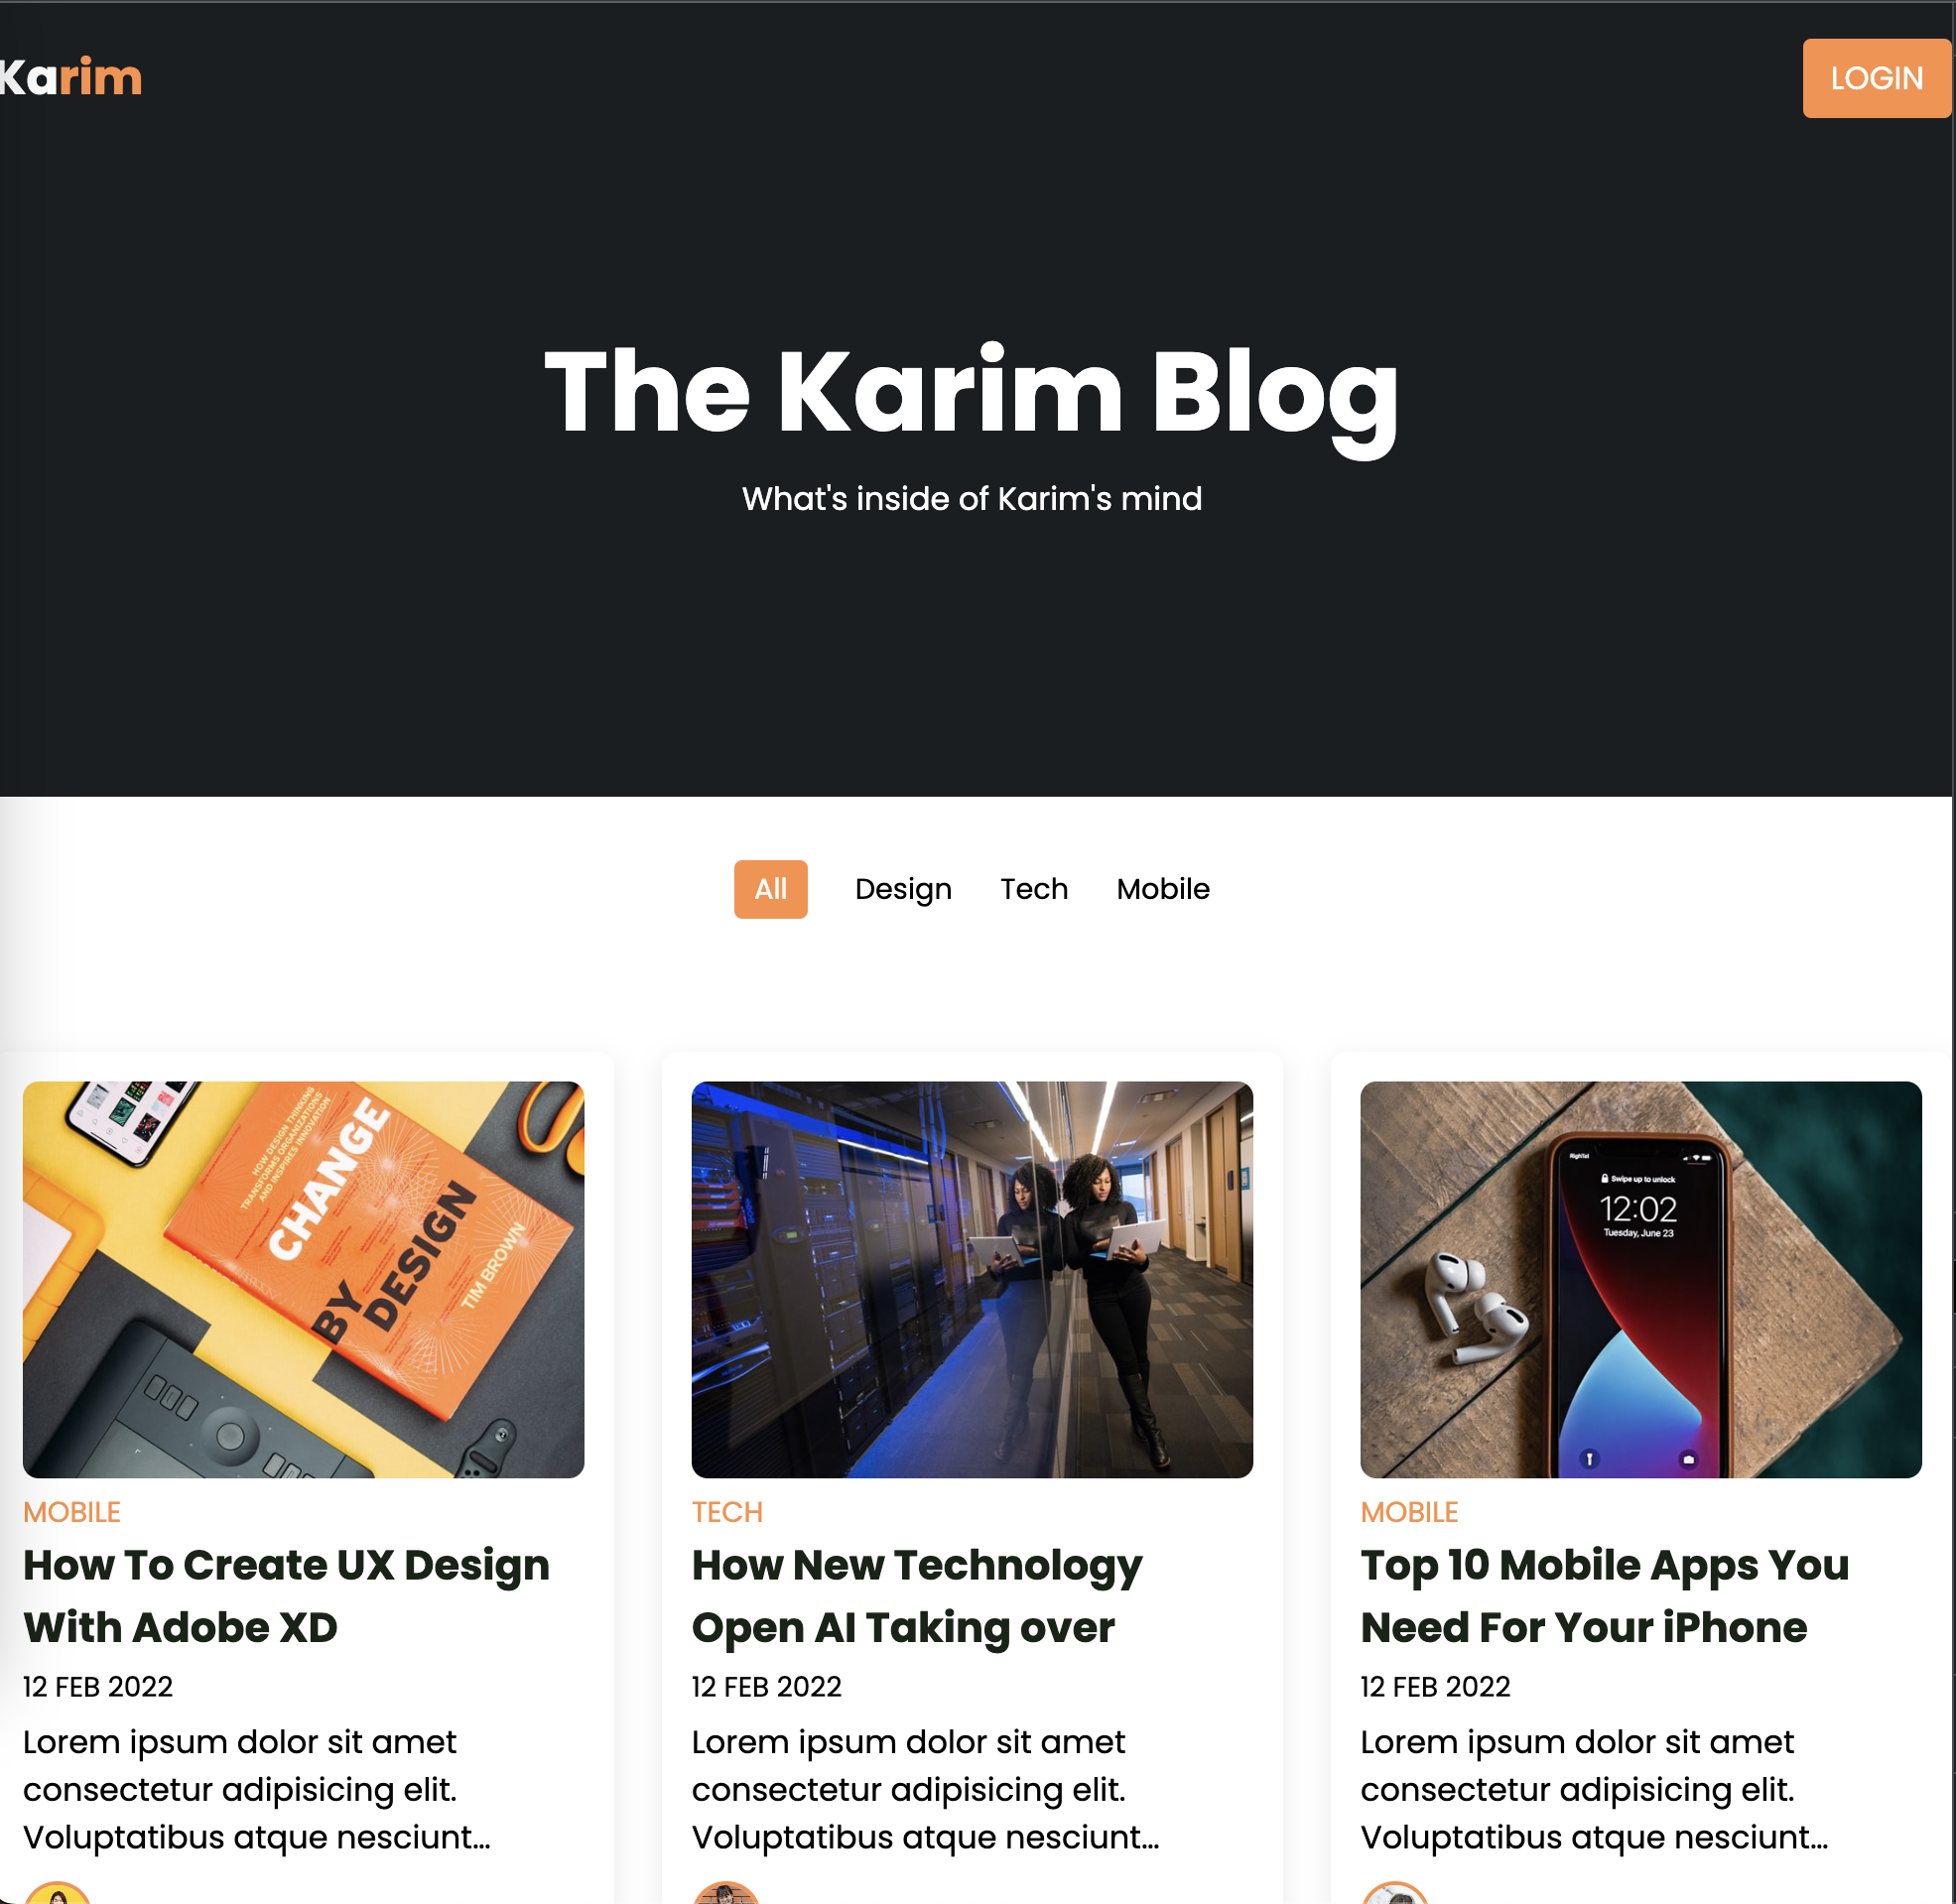 Karim
LOGIN
The Karim Blog
What's inside of Karim's mind
All Design Tech Mobile
HOW DESIGN THINKING
TRANSFORMS ORGANIZATIONS
AND INSPIRES INNOVATION
CHANGE
BY
DESIGN
TIM BROWN
MOBILE
How To Create UX Design
With Adobe XD
12 FEB 2022
Lorem ipsum dolor sit amet
consectetur adipisicing elit.
Voluptatibus atque nesciunt...
TECH
How New Technology
Open AI Taking over
12 FEB 2022
Lorem ipsum dolor sit amet
consectetur adipisicing elit.
Voluptatibus atque nesciunt...
RighTel
Swipe up to unlock
12:02
Tuesday, June 23
MOBILE
Top 10 Mobile Apps You
Need For Your iPhone
12 FEB 2022
Lorem ipsum dolor sit amet
consectetur adipisicing elit.
Voluptatibus atque nesciunt...